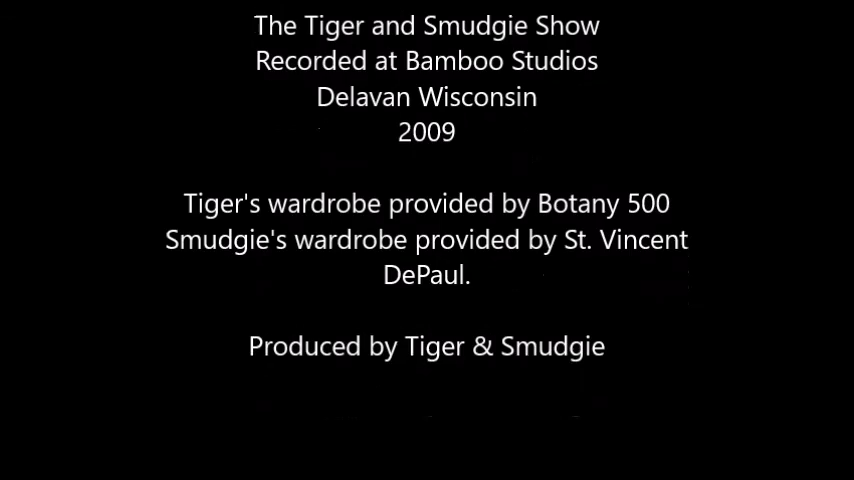 The Tiger and Smudgie Show
Recorded at Bamboo Studios
Delavan Wisconsin
2009
Tiger's wardrobe provided by Botany 500
Smudgie's wardrobe provided by St. Vincent
DePaul.
Produced by Tiger & Smudgie